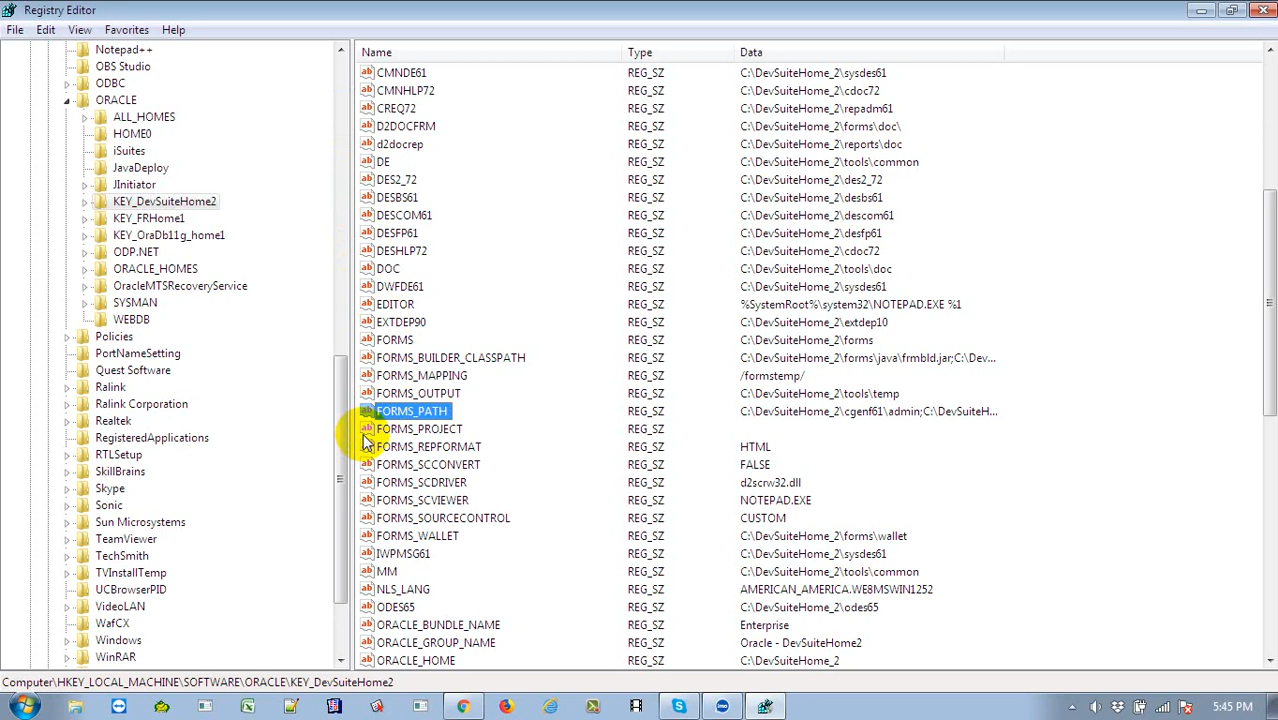 Registry Editor
File Edit View Favorites Help
Notepad++
OBS Studio
ODBC
ORACLE
ALL_HOMES
HOME0
iSuites
JavaDeploy
JInitiator
KEY_DevSuiteHome2
KEY_FRHome1
KEY_OraDb11g_home1
ODP.NET
ORACLE_HOMES
OracleMTSRecoveryService
SYSMAN
WEBDB
Policies
PortNameSetting
Quest Software
Ralink
Ralink Corporation
Realtek
RegisteredApplications
RTLSetup
SkillBrains
Skype
Sonic
Sun Microsystems
TeamViewer
TechSmith
TVInstallTemp
UCBrowserPID
VideoLAN
WafCX
Windows
WinRAR
Name Type Data
CMNDE61 REG_SZ C:\DevSuiteHome_2\sysdes61
CMNHLP72 REG_SZ C:\DevSuiteHome_2\cdoc72
CREQ72 REG_SZ C:\DevSuiteHome_2\repadm61
D2DOCFRM REG_SZ C:\DevSuiteHome_2\forms\doc\
d2docrep REG_SZ C:\DevSuiteHome_2\reports\doc
DE REG_SZ C:\DevSuiteHome_2\tools\common
DES2_72 REG_SZ C:\DevSuiteHome_2\des2_72
DESBS61 REG_SZ C:\DevSuiteHome_2\desbs61
DESCOM61 REG_SZ C:\DevSuiteHome_2\descom61
DESFP61 REG_SZ C:\DevSuiteHome_2\desfp61
DESHLP72 REG_SZ C:\DevSuiteHome_2\cdoc72
DOC REG_SZ C:\DevSuiteHome_2\tools\doc
DWFDE61 REG_SZ C:\DevSuiteHome_2\sysdes61
EDITOR REG_SZ %SystemRoot%\system32\NOTEPAD.EXE %1
EXTDEP90 REG_SZ C:\DevSuiteHome_2\extdep10
FORMS REG_SZ C:\DevSuiteHome_2\forms
FORMS_BUILDER_CLASSPATH REG_SZ C:\DevSuiteHome_2\forms\java\frmbld.jar;C:\Dev...
FORMS_MAPPING REG_SZ /formstemp/
FORMS_OUTPUT REG_SZ C:\DevSuiteHome_2\tools\temp
FORMS_PATH REG_SZ C:\DevSuiteHome_2\cgenf61\admin;C:\DevSuiteH...
FORMS_PROJECT REG_SZ
FORMS_REPFORMAT REG_SZ HTML
FORMS_SCCONVERT REG_SZ FALSE
FORMS_SCDRIVER REG_SZ d2scrw32.dll
FORMS_SCVIEWER REG_SZ NOTEPAD.EXE
FORMS_SOURCECONTROL REG_SZ CUSTOM
FORMS_WALLET REG_SZ C:\DevSuiteHome_2\forms\wallet
IWPMSG61 REG_SZ C:\DevSuiteHome_2\sysdes61
MM REG_SZ C:\DevSuiteHome_2\tools\common
NLS_LANG REG_SZ AMERICAN_AMERICA.WE8MSWIN1252
ODES65 REG_SZ C:\DevSuiteHome_2\odes65
ORACLE_BUNDLE_NAME REG_SZ Enterprise
ORACLE_GROUP_NAME REG_SZ Oracle - DevSuiteHome2
ORACLE_HOME REG_SZ C:\DevSuiteHome_2
Computer\HKEY_LOCAL_MACHINE\SOFTWARE\ORACLE\KEY_DevSuiteHome2
5:45 PM